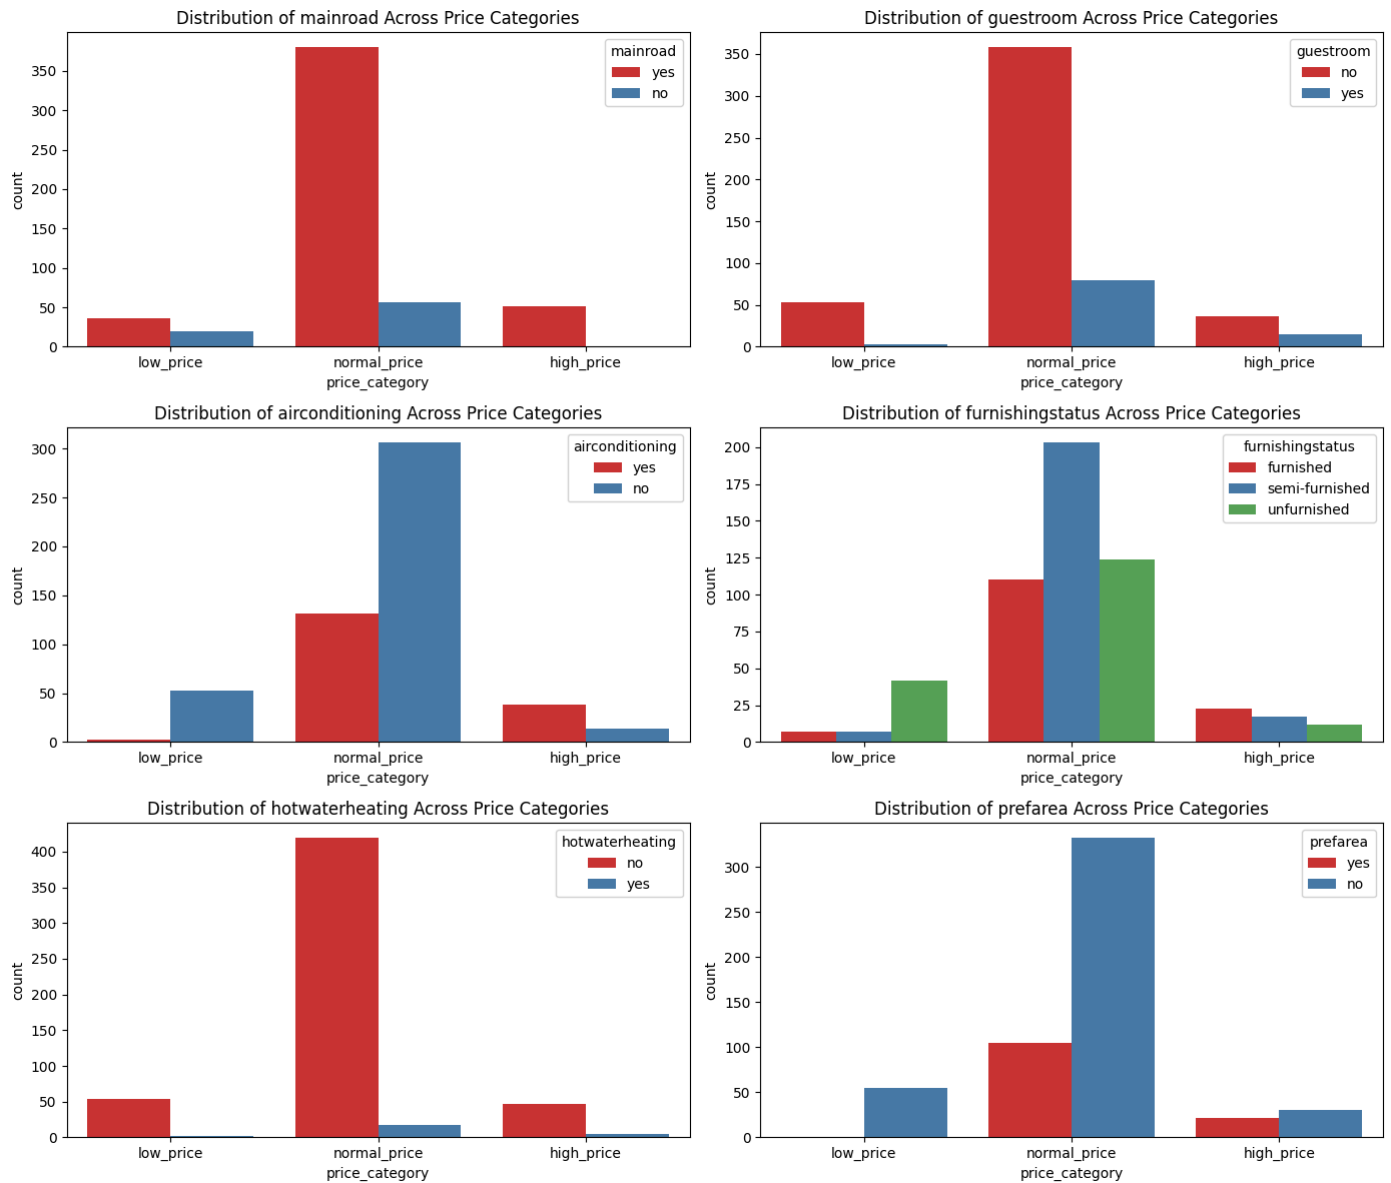 Distribution of mainroad Across Price Categories
mainroad
yes
no
350
300
250
200
150
100
50
0
count
low_price normal_price high_price
price_category
Distribution of guestroom Across Price Categories
guestroom
no
yes
350
300
250
200
150
100
50
0
count
low_price normal_price high_price
price_category
Distribution of airconditioning Across Price Categories
airconditioning
yes
no
300
250
200
150
100
50
0
count
low_price normal_price high_price
price_category
Distribution of furnishingstatus Across Price Categories
furnishingstatus
furnished
semi-furnished
unfurnished
200
175
150
125
100
75
50
25
0
count
low_price normal_price high_price
price_category
Distribution of hotwaterheating Across Price Categories
hotwaterheating
no
yes
400
350
300
250
200
150
100
50
0
count
low_price normal_price high_price
price_category
Distribution of prefarea Across Price Categories
prefarea
yes
no
300
250
200
150
100
50
0
count
low_price normal_price high_price
price_category